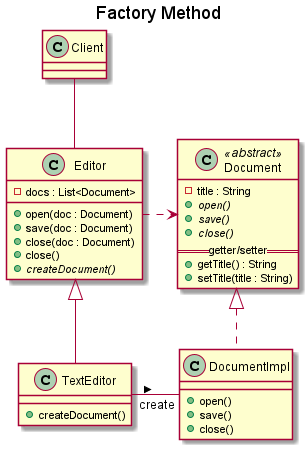 Factory Method
C Client
C Editor
docs : List<Document>
open(doc : Document)
save(doc : Document)
close(doc : Document)
close()
createDocument()
«abstract»
C Document
title : String
open()
save()
close()
getter/setter
getTitle() : String
setTitle(title : String)
C TextEditor
createDocument()
create
C DocumentImpl
open()
save()
close()